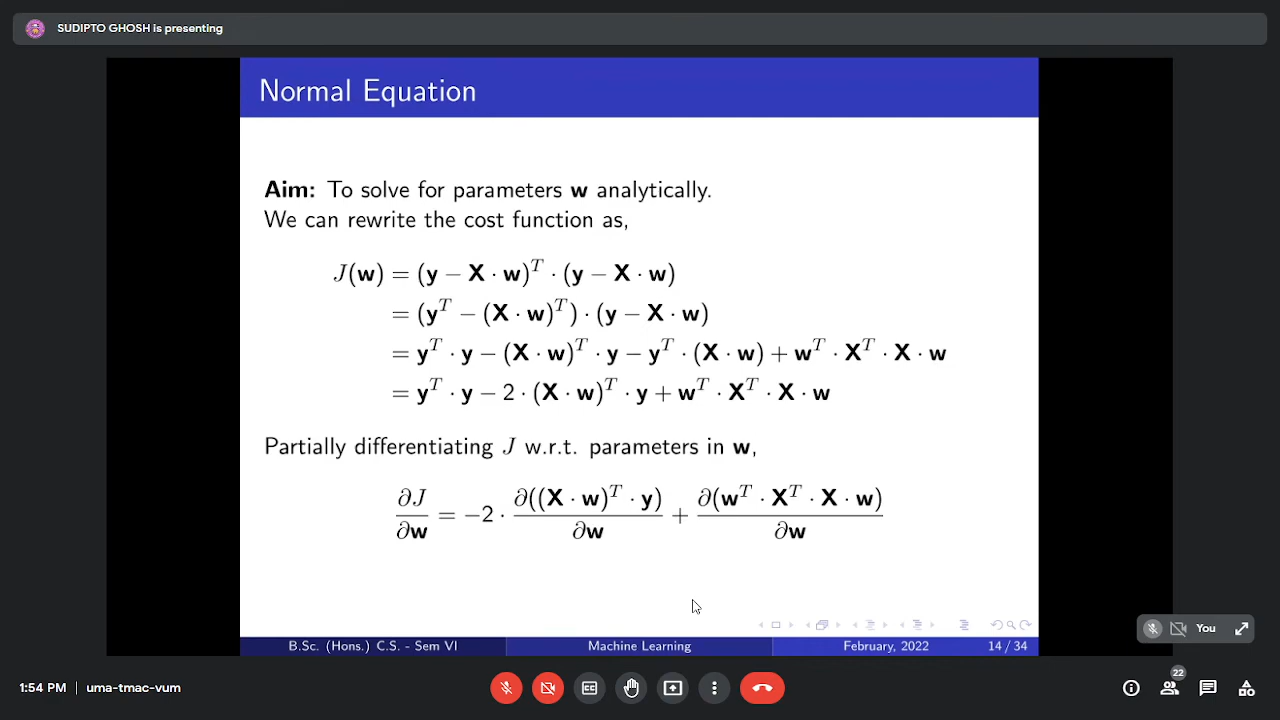 SUDIPTO GHOSH is presenting
Normal Equation
Aim: To solve for parameters w analytically.
We can rewrite the cost function as,
J(w) = (y − X · w)^T · (y − X · w)
= (y^T − (X · w)^T) · (y − X · w)
= y^T · y − (X · w)^T · y − y^T · (X · w) + w^T · X^T · X · w
= y^T · y − 2 · (X · w)^T · y + w^T · X^T · X · w
Partially differentiating J w.r.t. parameters in w,
∂J/∂w = −2 · ∂((X · w)^T · y)/∂w + ∂(w^T · X^T · X · w)/∂w
B.Sc. (Hons.) C.S. - Sem VI Machine Learning February, 2022 14 / 34
You
1:54 PM | uma-tmac-vum
22